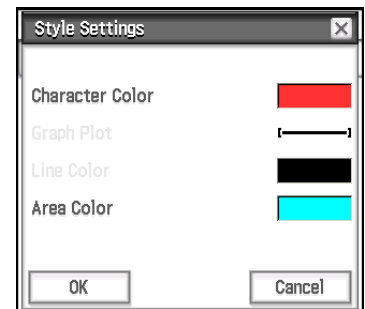 Style Settings
Character Color
Graph Plot
Line Color
Area Color
OK Cancel